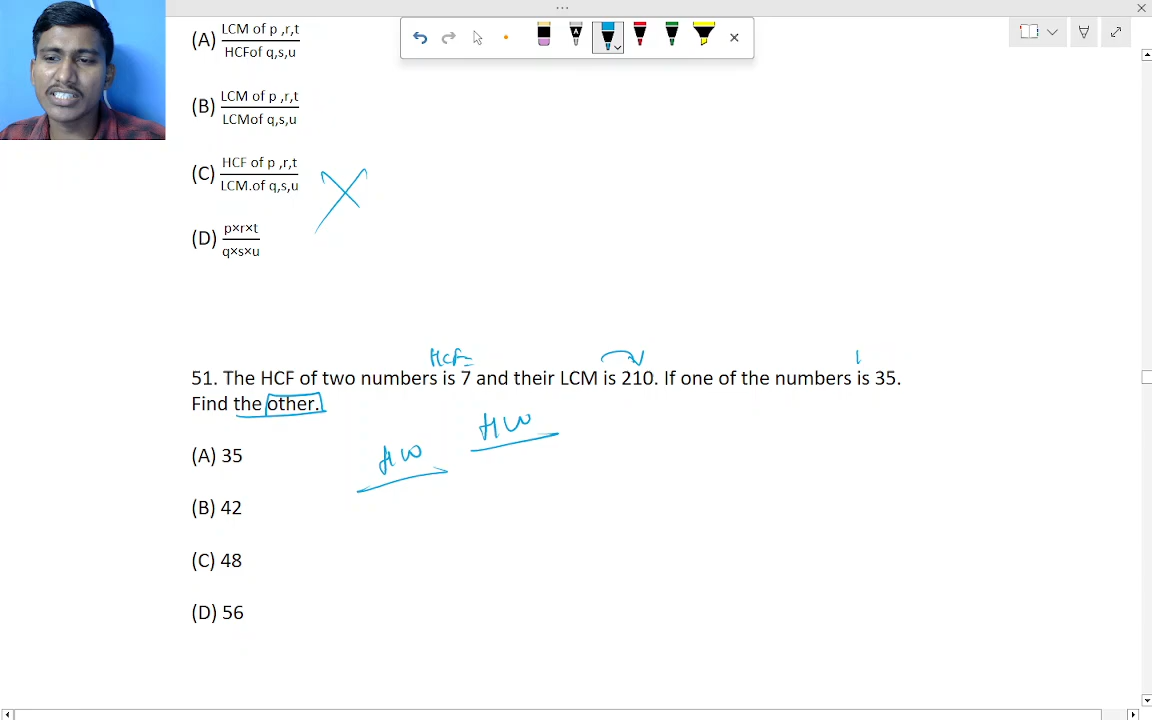 (A) LCM of p ,r,t
HCFof q,s,u
(B) LCM of p ,r,t
LCMof q,s,u
(C) HCF of p ,r,t
LCM.of q,s,u
(D) p×r×t
q×s×u
HCF=
51. The HCF of two numbers is 7 and their LCM is 210. If one of the numbers is 35.
Find the other.
HW
HW
(A) 35
(B) 42
(C) 48
(D) 56